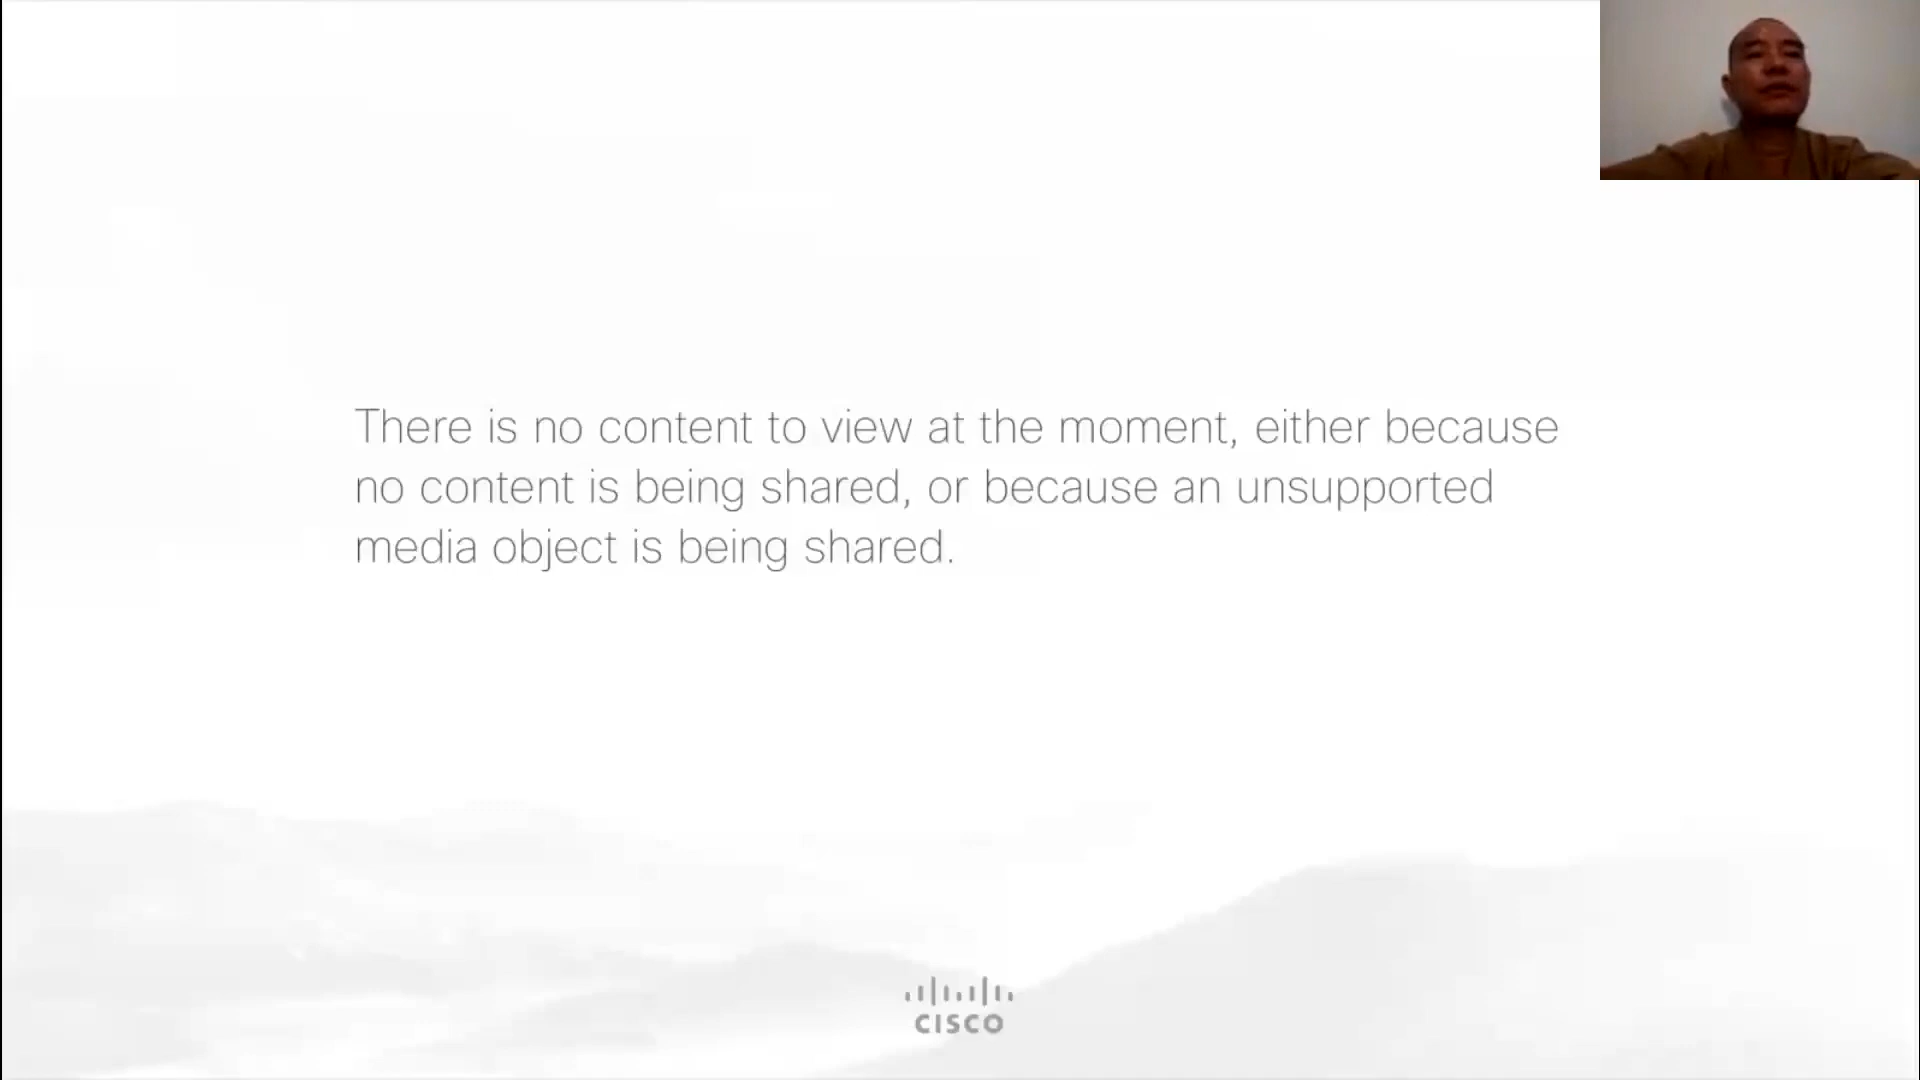 There is no content to view at the moment, either because
no content is being shared, or because an unsupported
media object is being shared.
CISCO